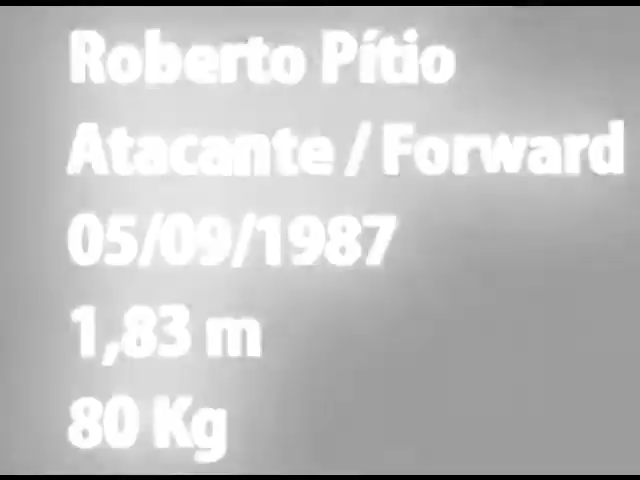 Roberto Pítio
Atacante / Forward
05/09/1987
1,83 m
80 Kg